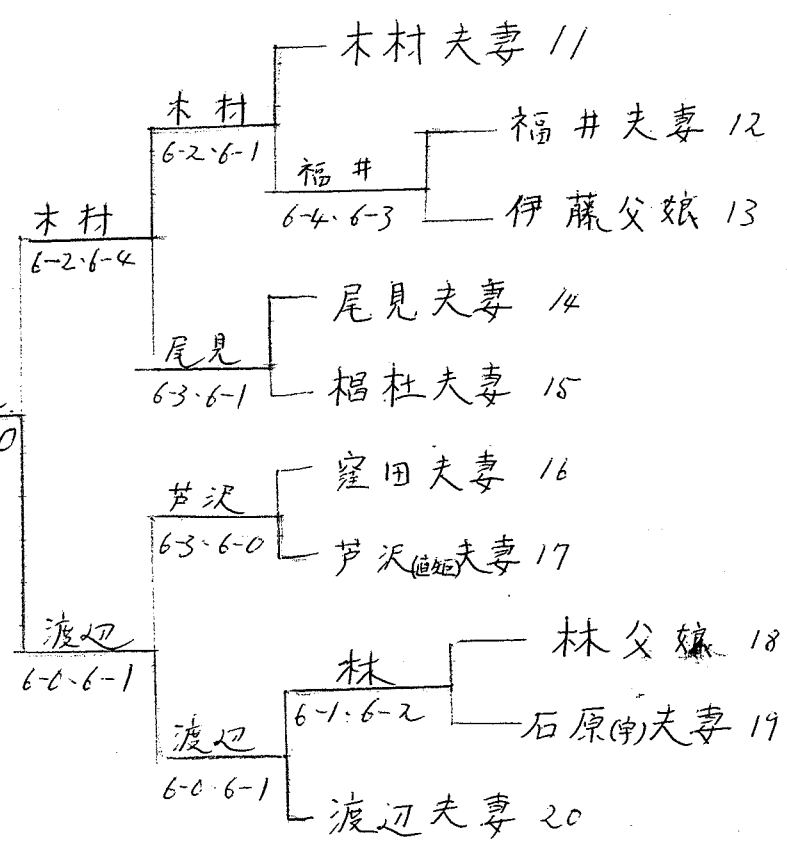 木村夫妻 11
木村
6-2・6-1
福井夫妻 12
福井
6-4・6-3
伊藤父娘 13
木村
6-2・6-4
尾見夫妻 14
尾見
6-3・6-1
椙杜夫妻 15
0
窪田夫妻 16
芦沢
6-3・6-0
芦沢(直矩)夫妻 17
渡辺
6-0・6-1
林父娘 18
林
6-1・6-2
石原()夫妻 19
渡辺
6-0・6-1
渡辺夫妻 20